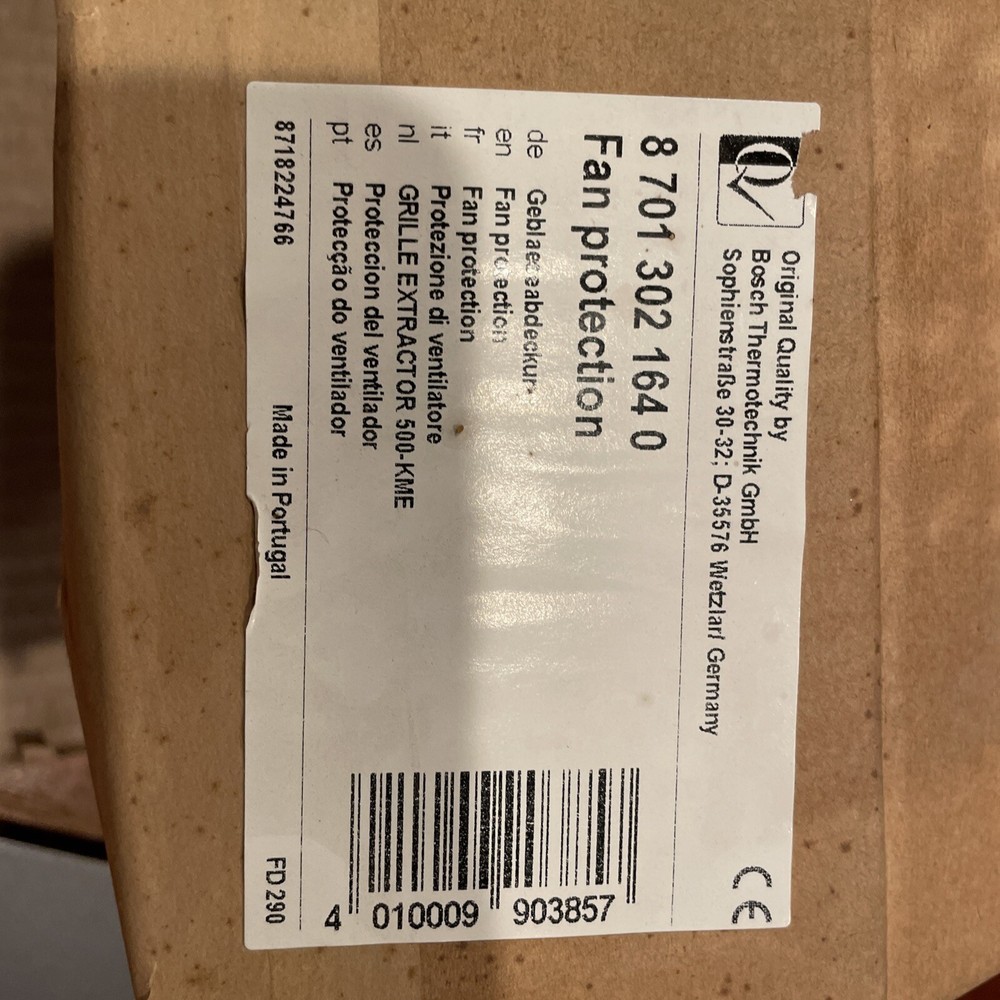 Original Quality by
Bosch Thermotechnik GmbH
Sophienstraße 30-32; D-35576 Wetzlar/ Germany
8 701 302 164 0
Fan protection
de
en Fan protection
fr Fan protection
it Protezione di ventilatore
nl GRILLE EXTRACTOR 500-KME
es Proteccion del ventilador
pt Protecção do ventilador
8718224766 Made in Portugal FD 290
4 010009 903857
CE